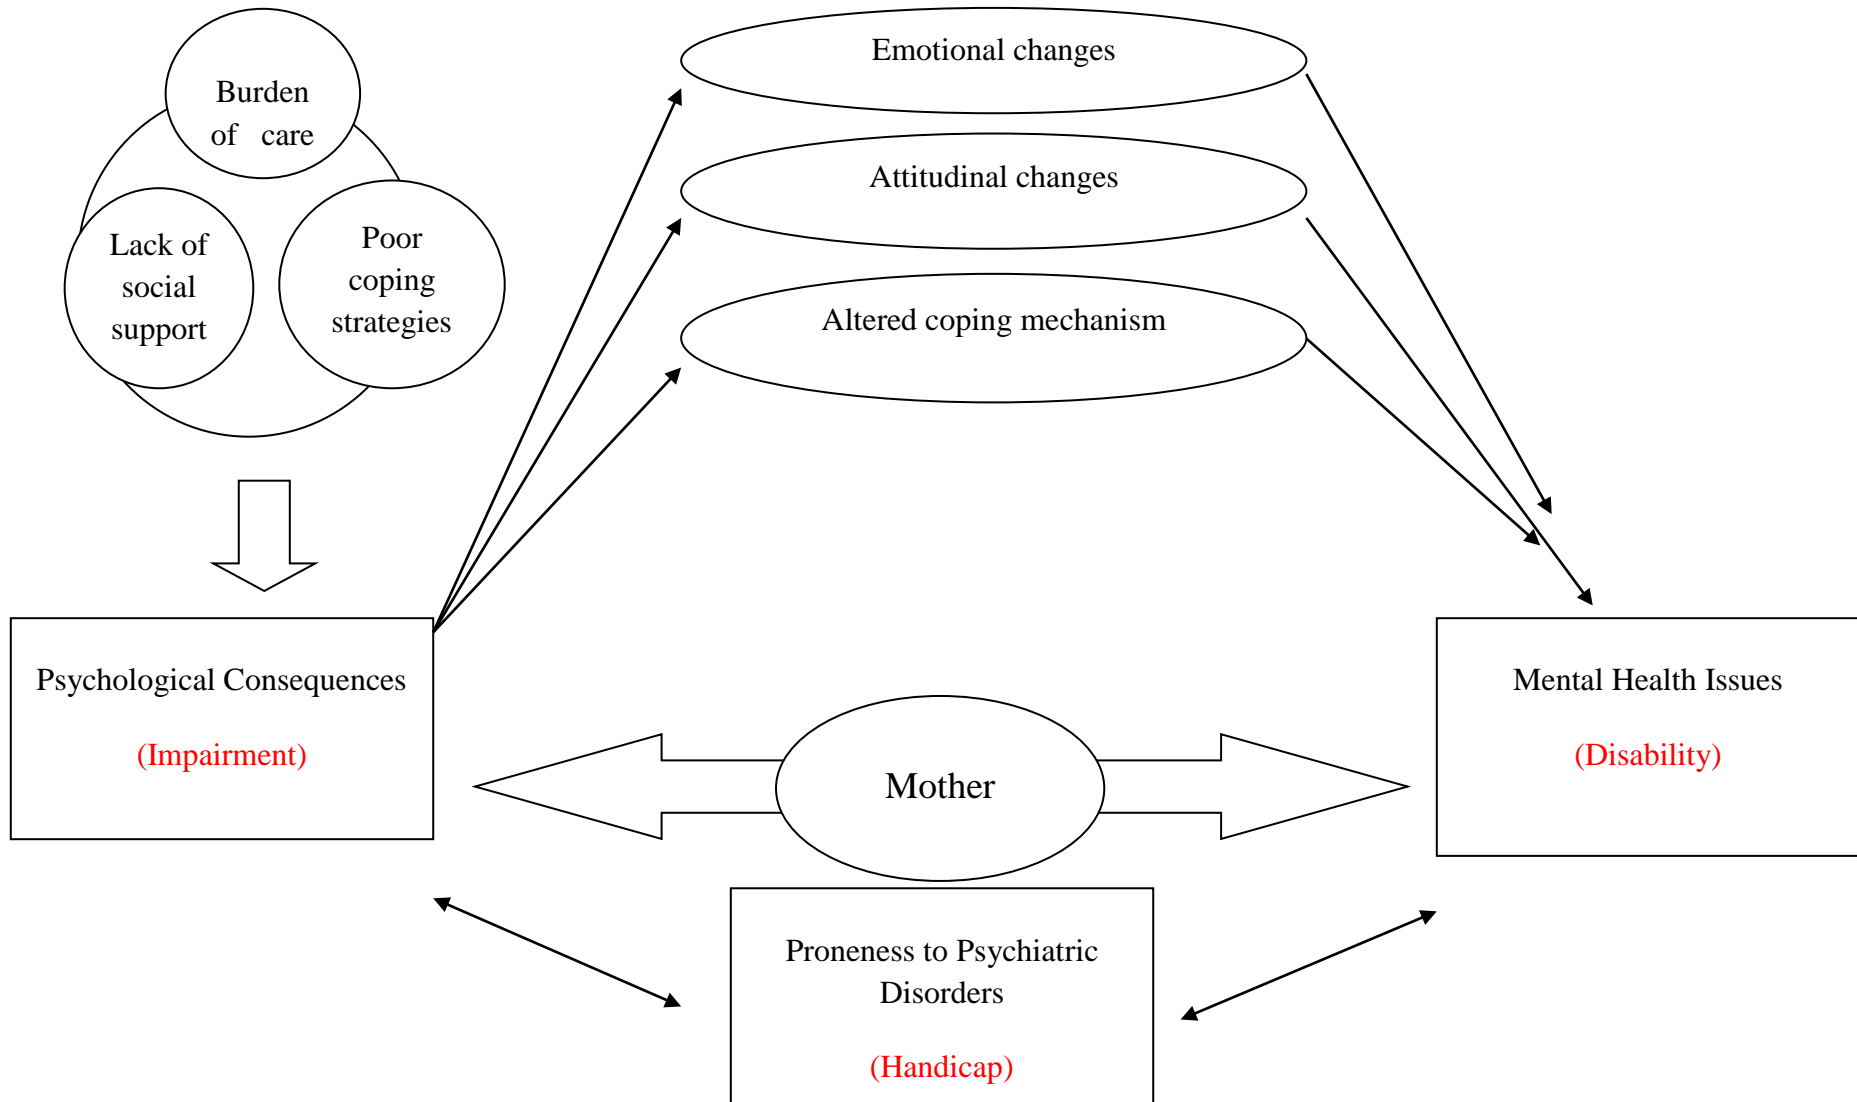 Burden
of care
Lack of
social
support
Poor
coping
strategies
Emotional changes
Attitudinal changes
Altered coping mechanism
Psychological Consequences
(Impairment)
Mother
Mental Health Issues
(Disability)
Proneness to Psychiatric
Disorders
(Handicap)